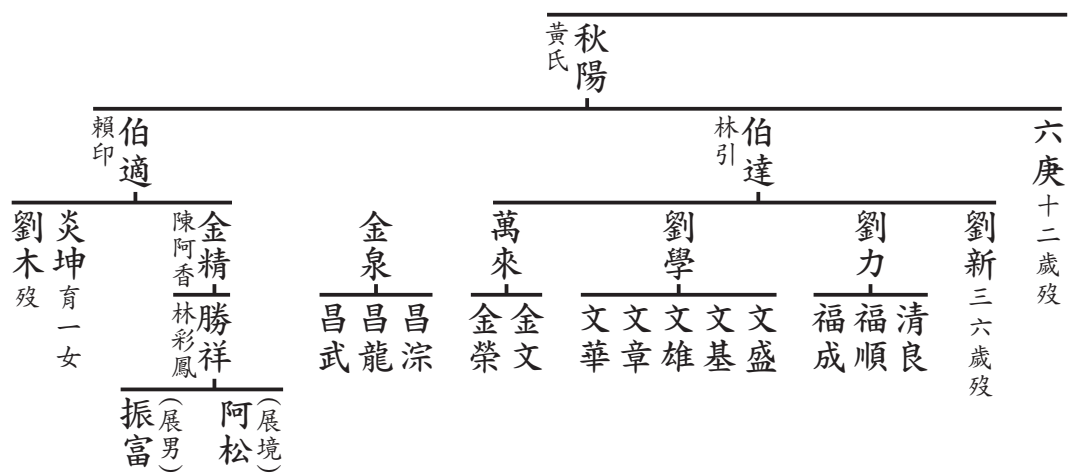 秋陽
黃氏
六庚十二歲歿
伯達
林引
伯適
賴印
劉新三六歲歿
劉力
劉學
萬來
金泉
金精
陳阿香
炎坤育一女
劉木歿
清良
福順
福成
文盛
文基
文雄
文章
文華
金文
金榮
昌淙
昌龍
昌武
勝祥
林彩鳳
阿松(展境)
振富(展男)